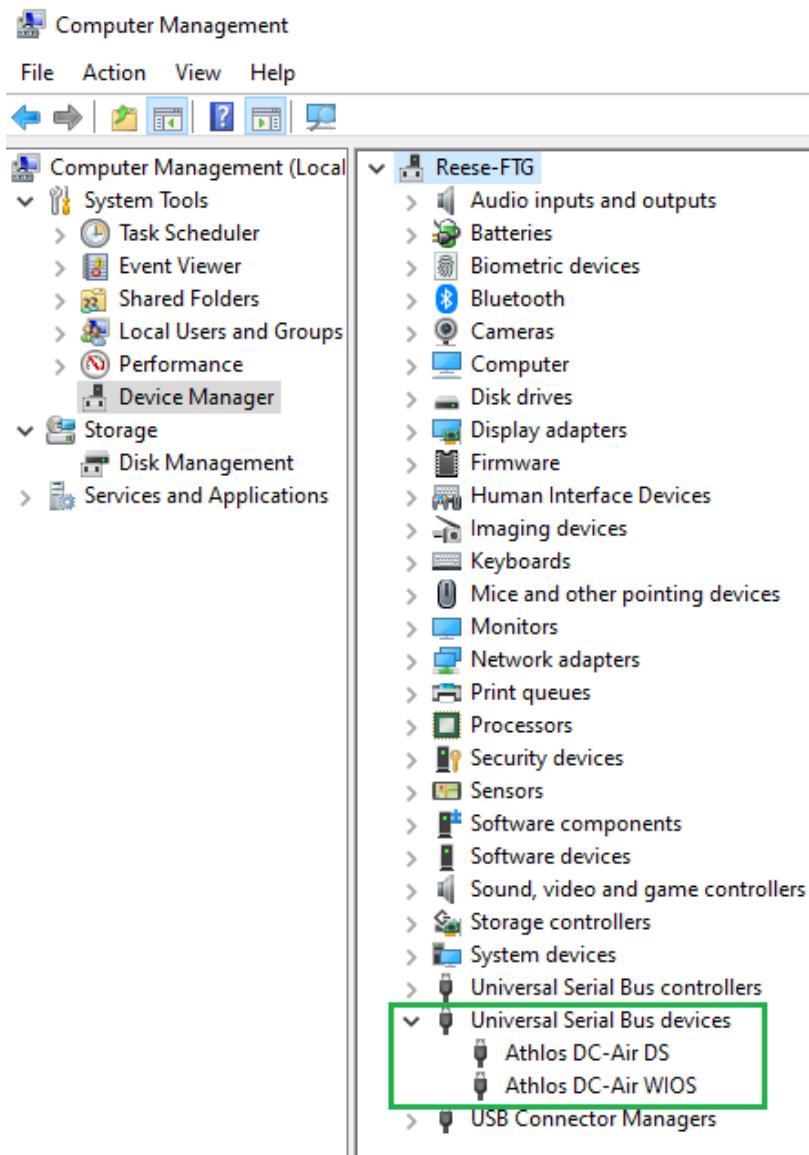 Computer Management
File Action View Help
Computer Management (Local
System Tools
Task Scheduler
Event Viewer
Shared Folders
Local Users and Groups
Performance
Device Manager
Storage
Disk Management
Services and Applications
Reese-FTG
Audio inputs and outputs
Batteries
Biometric devices
Bluetooth
Cameras
Computer
Disk drives
Display adapters
Firmware
Human Interface Devices
Imaging devices
Keyboards
Mice and other pointing devices
Monitors
Network adapters
Print queues
Processors
Security devices
Sensors
Software components
Software devices
Sound, video and game controllers
Storage controllers
System devices
Universal Serial Bus controllers
Universal Serial Bus devices
Athlos DC-Air DS
Athlos DC-Air WIOS
USB Connector Managers